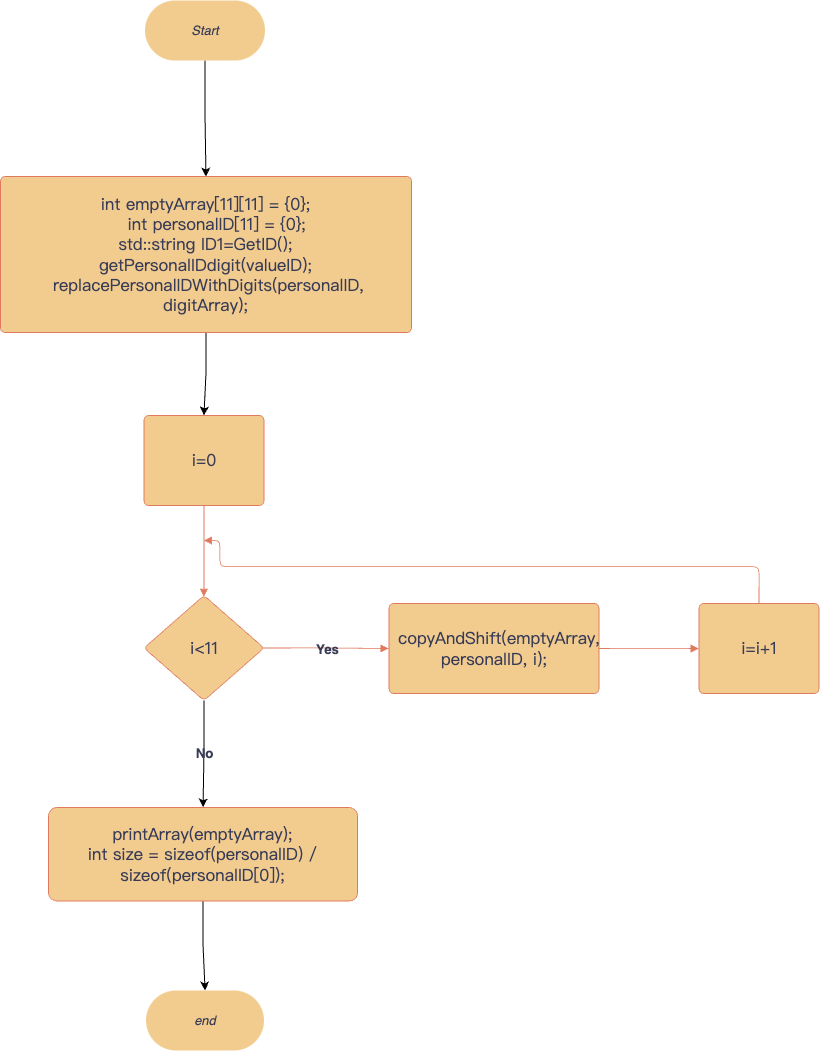 Start
int emptyArray[11][11] = {0};
int personalID[11] = {0};
std::string ID1=GetID();
getPersonalIDdigit(valueID);
replacePersonalIDWithDigits(personalID,
digitArray);
i=0
i<11
Yes
copyAndShift(emptyArray,
personalID, i);
i=i+1
No
printArray(emptyArray);
int size = sizeof(personalID) /
sizeof(personalID[0]);
end